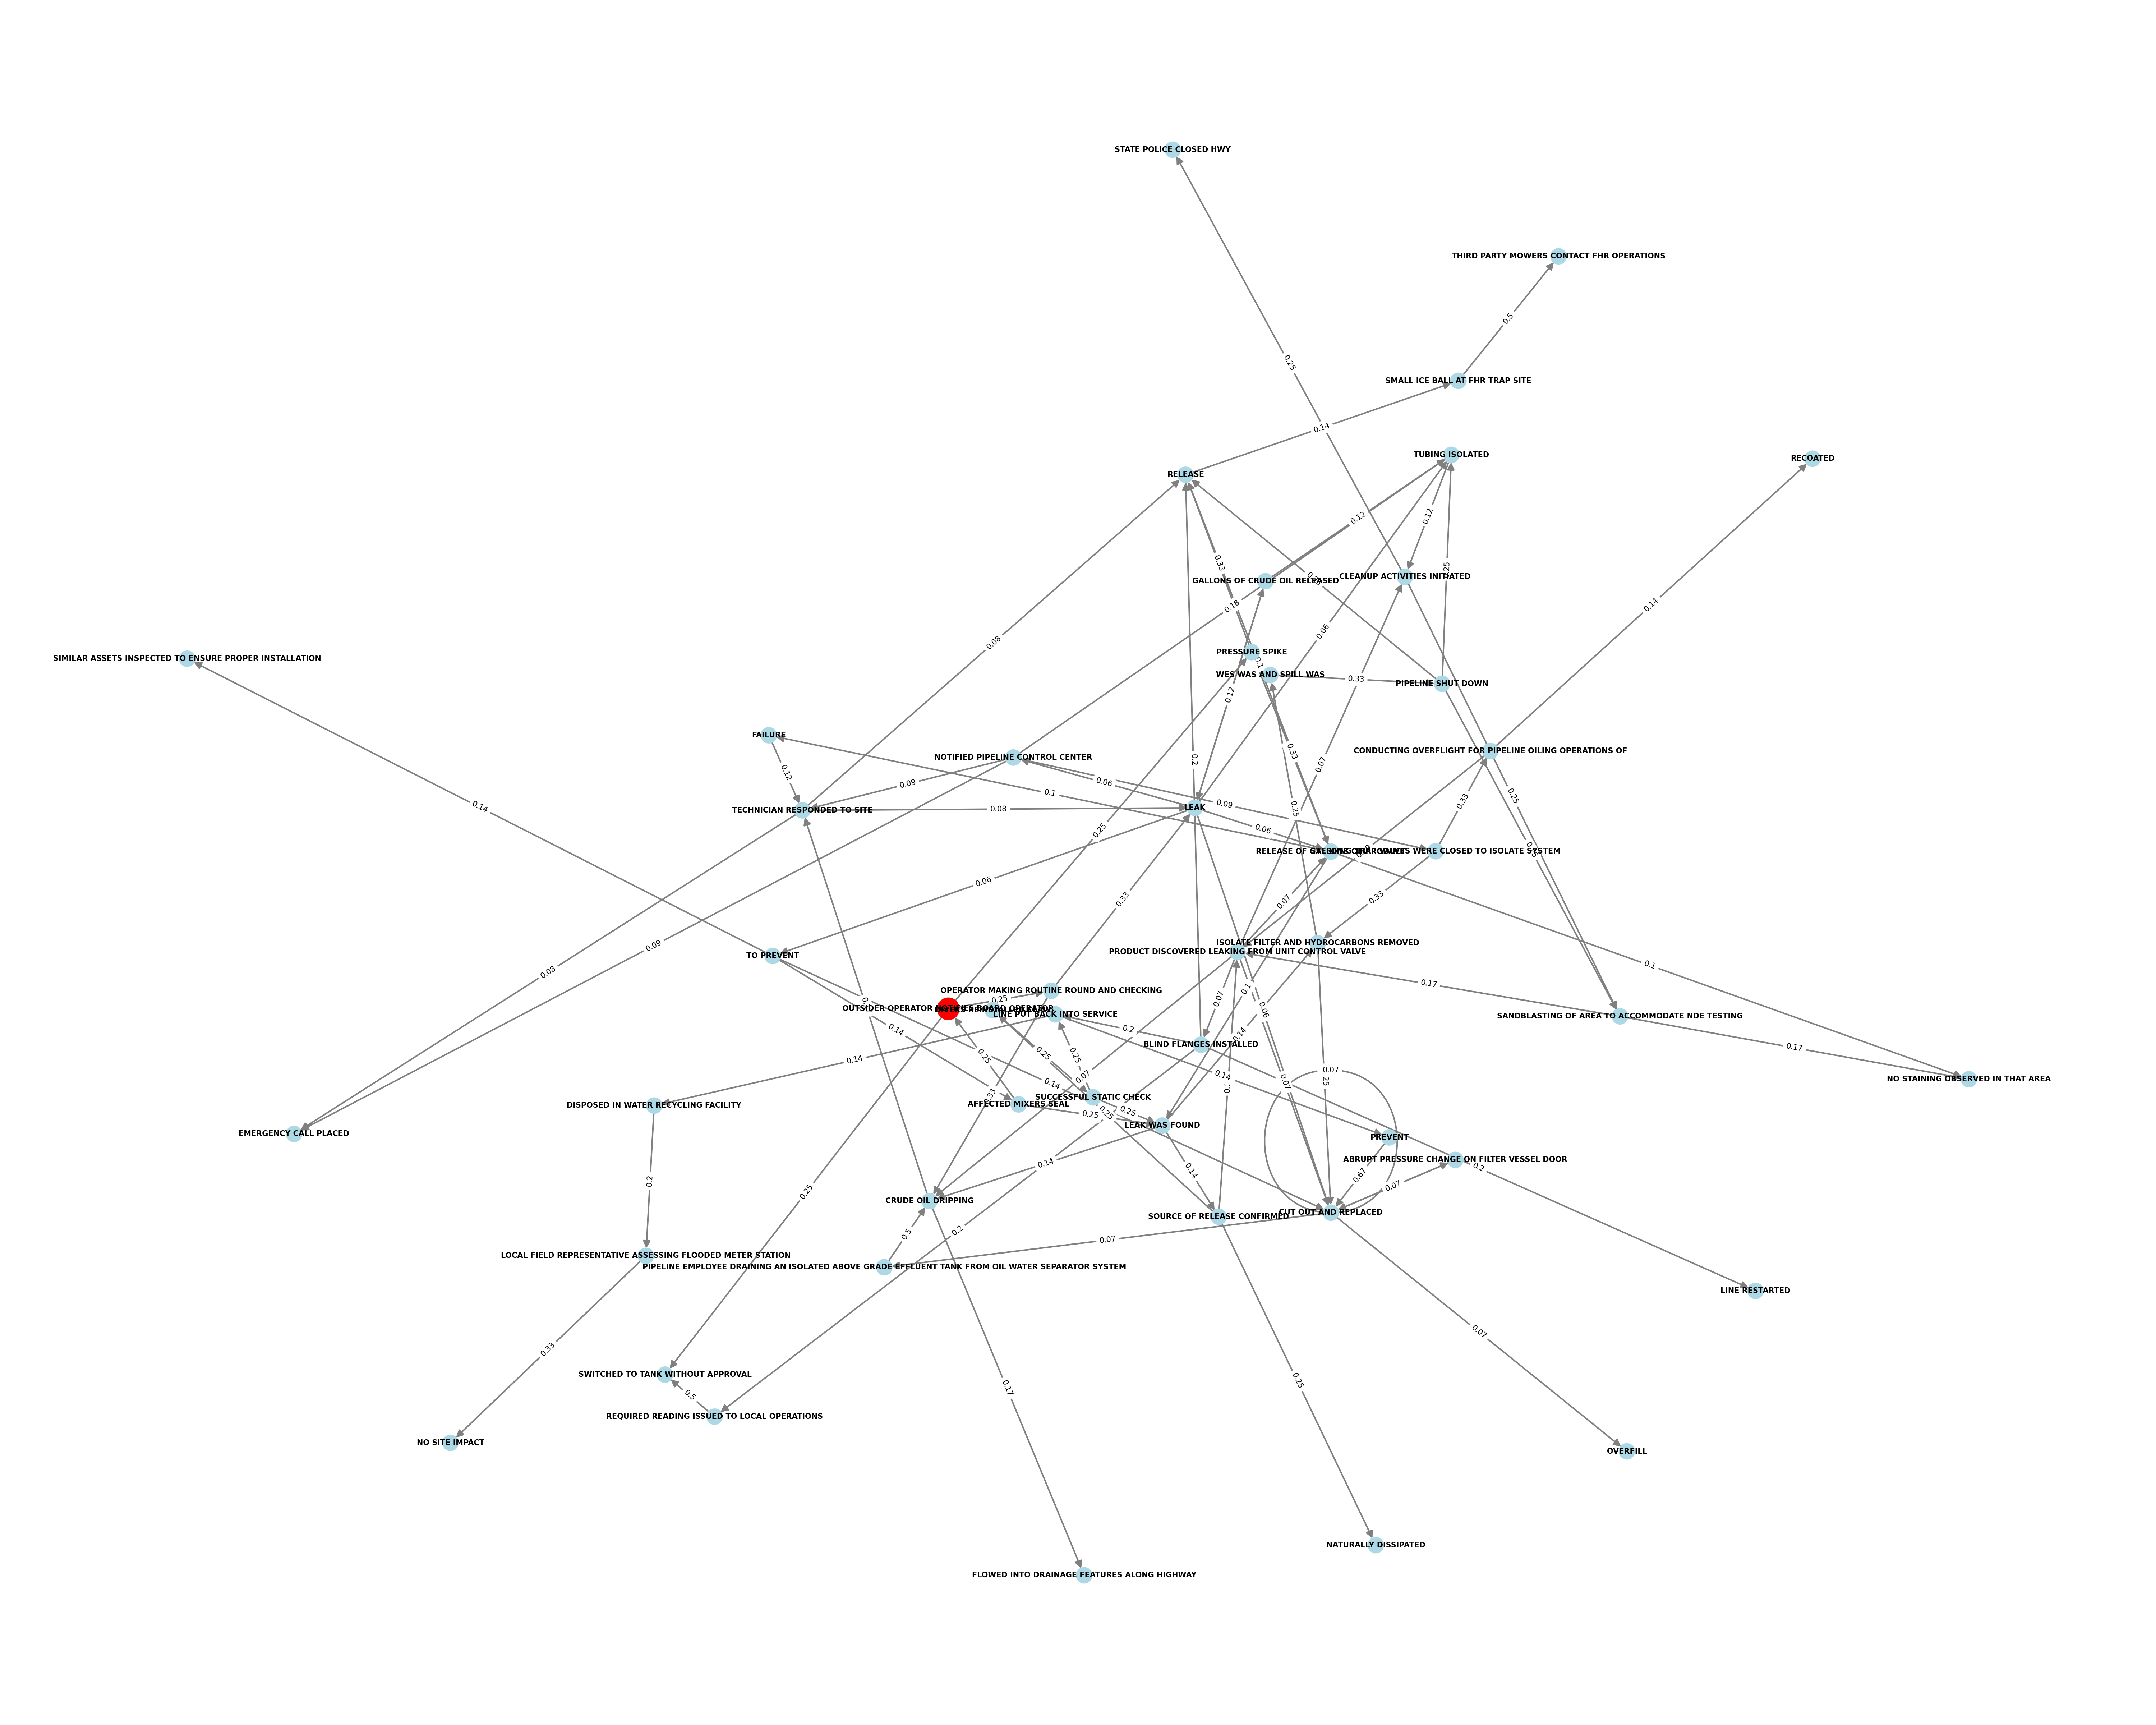 STATE POLICE CLOSED HWY
THIRD PARTY MOWERS CONTACT FHR OPERATIONS
0.25
0.5
SMALL ICE BALL AT FHR TRAP SITE
0.14
TUBING ISOLATED
RECOATED
RELEASE
0.12
0.12
0.33
GALLONS OF CRUDE OIL RELEASED
CLEANUP ACTIVITIES INITIATED
0.18
0.14
0.06
0.08
PRESSURE SPIKE
SIMILAR ASSETS INSPECTED TO ENSURE PROPER INSTALLATION
0.1
WES WAS AND SPILL WAS
0.33
PIPELINE SHUT DOWN
0.12
FAILURE
CONDUCTING OVERFLIGHT FOR PIPELINE OILING OPERATIONS OF
0.33
0.2
NOTIFIED PIPELINE CONTROL CENTER
0.07
0.12
0.09
0.06
0.1
0.25
0.33
0.14
TECHNICIAN RESPONDED TO SITE
0.08
LEAK
0.09
0.25
0.25
0.06
RELEASE OF
WERE CLOSED TO ISOLATE SYSTEM
0.06
0.33
0.33
0.07
0.09
ISOLATE FILTER AND HYDROCARBONS REMOVED
PRODUCT DISCOVERED LEAKING FROM UNIT CONTROL VALVE
TO PREVENT
0.1
0.08
0.17
0.1
OPERATOR MAKING ROUTINE ROUND AND CHECKING
0.25
0.07
OUTSIDER OPERATOR NOTIFIES BOARD OPERATOR
0.06
LINE PUT BACK INTO SERVICE
SANDBLASTING OF AREA TO ACCOMMODATE NDE TESTING
0.14
0.2
0.14
BLIND FLANGES INSTALLED
0.17
0.14
0.25
0.25
0.25
0.07
0.14
0.07
0.07
0.14
NO STAINING OBSERVED IN THAT AREA
SUCCESSFUL STATIC CHECK
DISPOSED IN WATER RECYCLING FACILITY
AFFECTED MIXERS SEAL
0.25
0.25
0.25
LEAK WAS FOUND
EMERGENCY CALL PLACED
PREVENT
ABRUPT PRESSURE CHANGE ON FILTER VESSEL DOOR
0.2
0.14
0.14
0.67
0.2
0.07
0.25
CRUDE OIL DRIPPING
SOURCE OF RELEASE CONFIRMED
CUT OUT AND REPLACED
0.5
0.2
0.07
LOCAL FIELD REPRESENTATIVE ASSESSING FLOODED METER STATION
PIPELINE EMPLOYEE DRAINING AN ISOLATED ABOVE GRADE EFFLUENT TANK FROM OIL WATER SEPARATOR SYSTEM
LINE RESTARTED
0.07
0.33
SWITCHED TO TANK WITHOUT APPROVAL
0.25
0.17
0.5
REQUIRED READING ISSUED TO LOCAL OPERATIONS
NO SITE IMPACT
OVERFILL
NATURALLY DISSIPATED
FLOWED INTO DRAINAGE FEATURES ALONG HIGHWAY